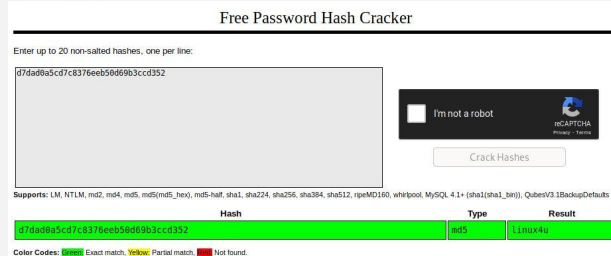 Free Password Hash Cracker
Enter up to 20 non-salted hashes, one per line:
d7dad0a5cd7c8376eeb50d69b3ccd352
I'm not a robot
reCAPTCHA
Privacy - Terms
Crack Hashes
Supports: LM, NTLM, md2, md4, md5, md5(md5_hex), md5-half, sha1, sha224, sha256, sha384, sha512, ripeMD160, whirlpool, MySQL 4.1+ (sha1(sha1_bin)), QubesV3.1BackupDefaults
Hash Type Result
d7dad0a5cd7c8376eeb50d69b3ccd352 md5 linux4u
Color Codes: Green: Exact match, Yellow: Partial match, Red: Not found.